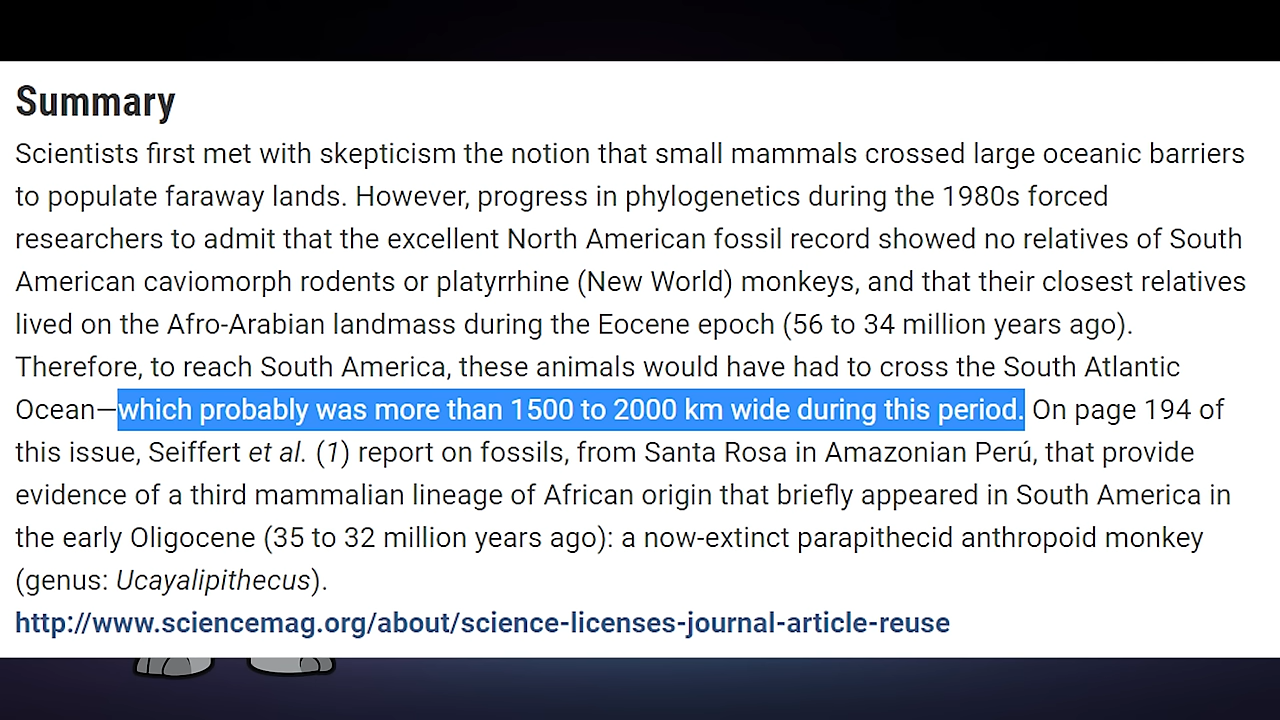 Summary
Scientists first met with skepticism the notion that small mammals crossed large oceanic barriers
to populate faraway lands. However, progress in phylogenetics during the 1980s forced
researchers to admit that the excellent North American fossil record showed no relatives of South
American caviomorph rodents or platyrrhine (New World) monkeys, and that their closest relatives
lived on the Afro-Arabian landmass during the Eocene epoch (56 to 34 million years ago).
Therefore, to reach South America, these animals would have had to cross the South Atlantic
Ocean—which probably was more than 1500 to 2000 km wide during this period. On page 194 of
this issue, Seiffert et al. (1) report on fossils, from Santa Rosa in Amazonian Perú, that provide
evidence of a third mammalian lineage of African origin that briefly appeared in South America in
the early Oligocene (35 to 32 million years ago): a now-extinct parapithecid anthropoid monkey
(genus: Ucayalipithecus).
http://www.sciencemag.org/about/science-licenses-journal-article-reuse